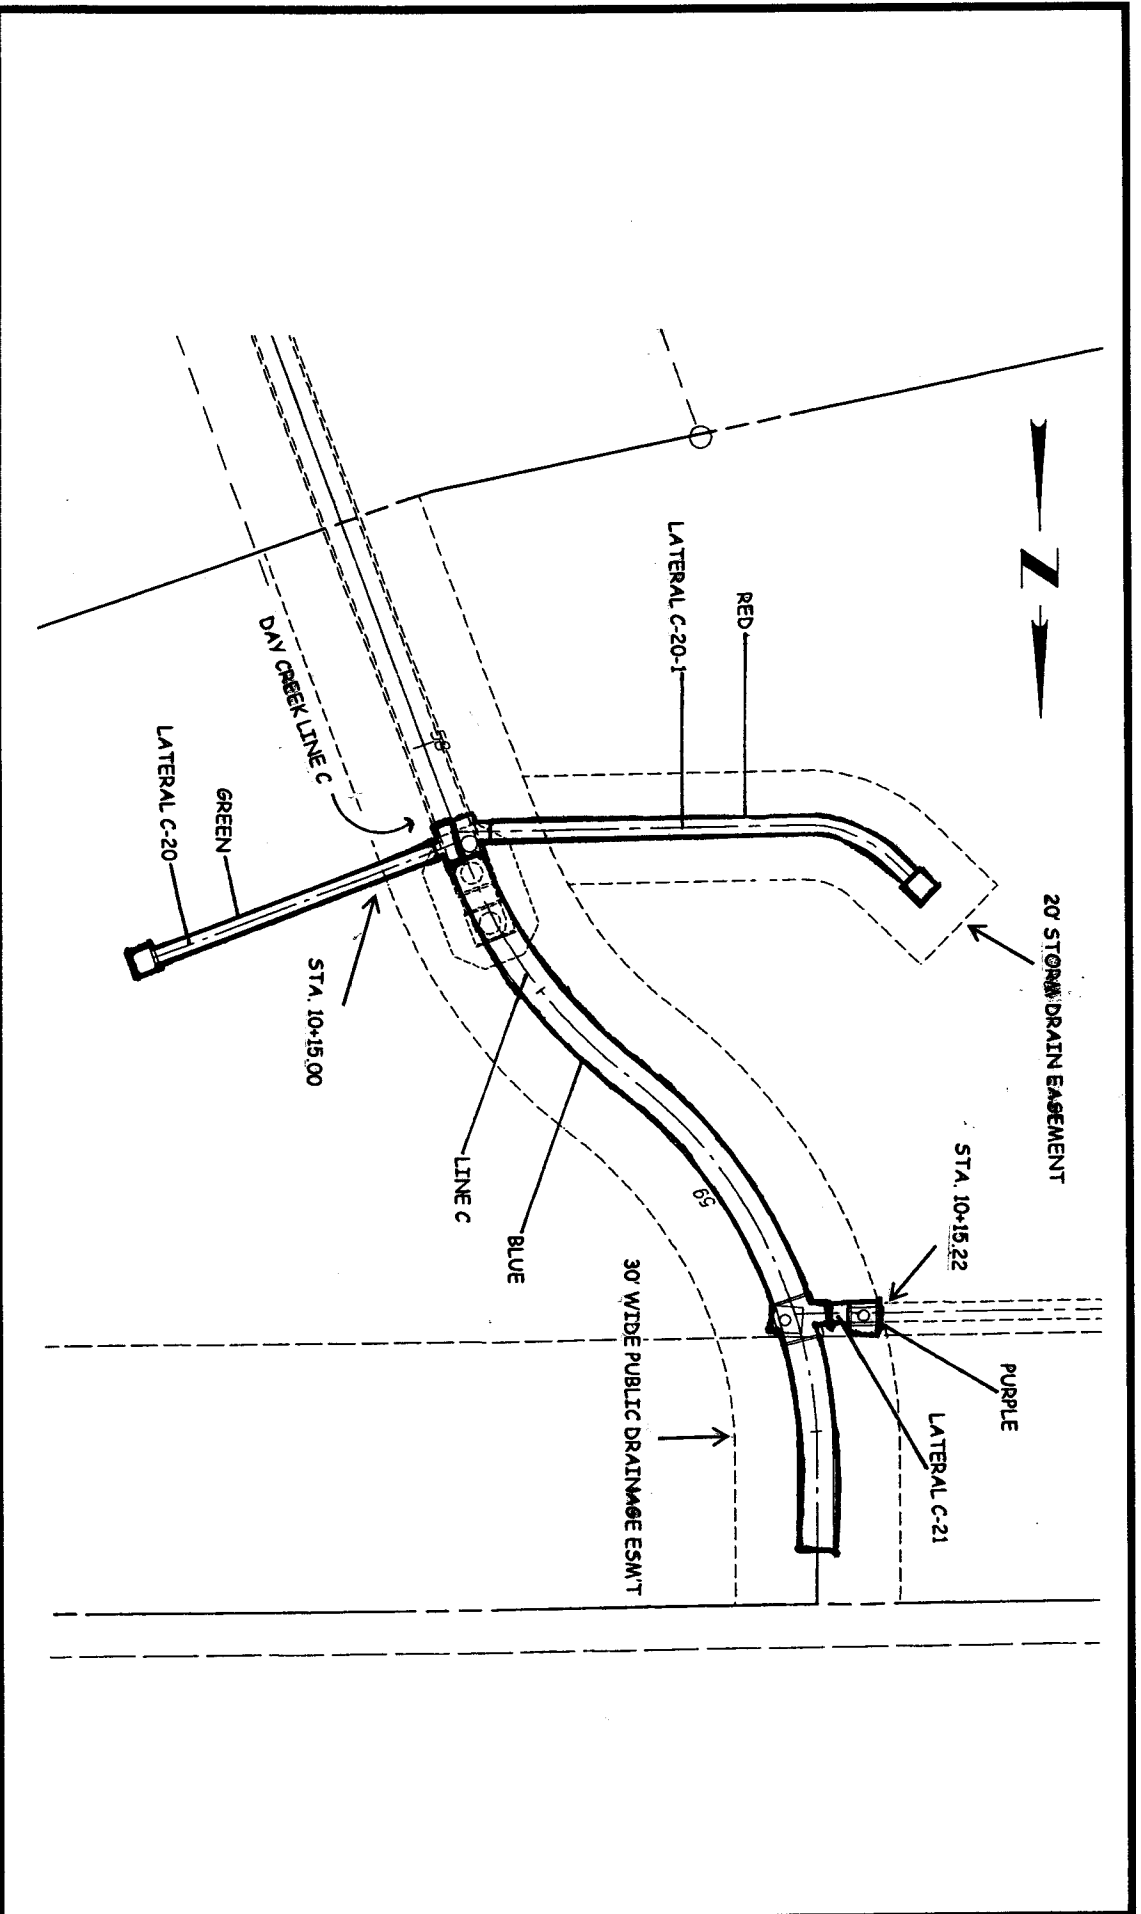 Z
20' STORM DRAIN EASEMENT
STA. 10+15.22
PURPLE
LATERAL C-21
RED
LATERAL C-20-1
30' WIDE PUBLIC DRAINAGE ESM'T
59
58
BLUE
LINE C
DAY CREEK LINE C
STA. 10+15.00
GREEN
LATERAL C-20